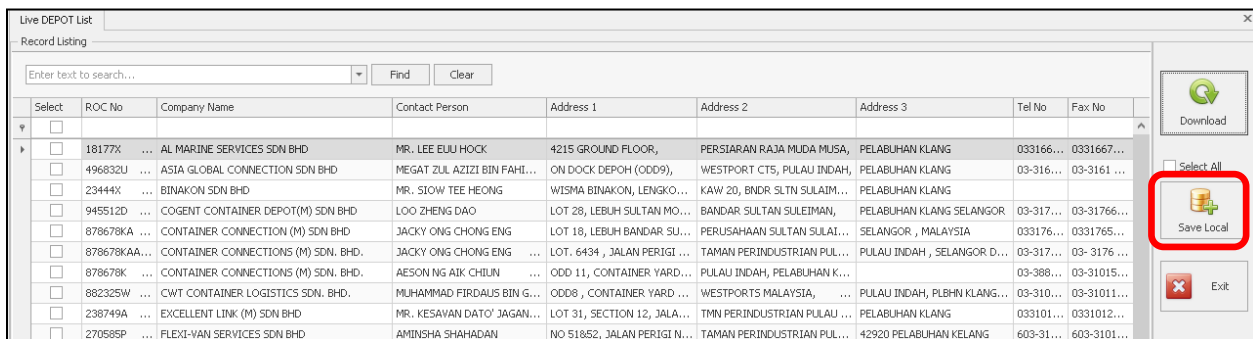 Live DEPOT List
Record Listing
Enter text to search...
Find
Clear
Select ROC No Company Name Contact Person Address 1 Address 2 Address 3 Tel No Fax No
18177X ... AL MARINE SERVICES SDN BHD MR. LEE EUU HOCK 4215 GROUND FLOOR, PERSIARAN RAJA MUDA MUSA, PELABUHAN KLANG 033166... 0331667...
496832U ... ASIA GLOBAL CONNECTION SDN BHD MEGAT ZUL AZIZI BIN FAHI... ON DOCK DEPOH (ODD9), WESTPORT CT5, PULAU INDAH, PELABUHAN KLANG 03-316... 03-3161 ...
23444X ... BINAKON SDN BHD MR. SIOW TEE HEONG WISMA BINAKON, LENGKO... KAW 20, BNDR SLTN SULAIM... PELABUHAN KLANG
945512D ... COGENT CONTAINER DEPOT(M) SDN BHD LOO ZHENG DAO LOT 28, LEBUH SULTAN MO... BANDAR SULTAN SULEIMAN, PELABUHAN KLANG SELANGOR 03-317... 03-31766...
878678KA ... CONTAINER CONNECTION (M) SDN BHD JACKY ONG CHONG ENG LOT 18, LEBUH BANDAR SU... PERUSAHAAN SULTAN SULAI... SELANGOR , MALAYSIA 033176... 0331765...
878678KAA... CONTAINER CONNECTIONS (M) SDN. BHD. JACKY ONG CHONG ENG ... LOT. 6434 , JALAN PERIGI ... TAMAN PERINDUSTRIAN PUL... PULAU INDAH , SELANGOR D... 03-317... 03- 3176 ...
878678K ... CONTAINER CONNECTIONS (M) SDN. BHD. AESON NG AIK CHIUN ... ODD 11, CONTAINER YARD... PULAU INDAH, PELABUHAN K... 03-388... 03-31015...
882325W ... CWT CONTAINER LOGISTICS SDN. BHD. MUHAMMAD FIRDAUS BIN G... ODD8 , CONTAINER YARD ... WESTPORTS MALAYSIA, ... PULAU INDAH, PLBHN KLANG... 03-310... 03-31011...
238749A ... EXCELLENT LINK (M) SDN BHD MR. KESAVAN DATO' JAGAN... LOT 31, SECTION 12, JALA... TMN PERINDUSTRIAN PULAU ... PELABUHAN KLANG 033101... 0331012...
270585P ... FLEXI-VAN SERVICES SDN BHD AMINSHA SHAHADAN NO 51&52, JALAN PERIGI N... TAMAN PERINDUSTRIAN PUL... 42920 PELABUHAN KELANG 603-31... 603-3101...
Download
Select All
Save Local
Exit